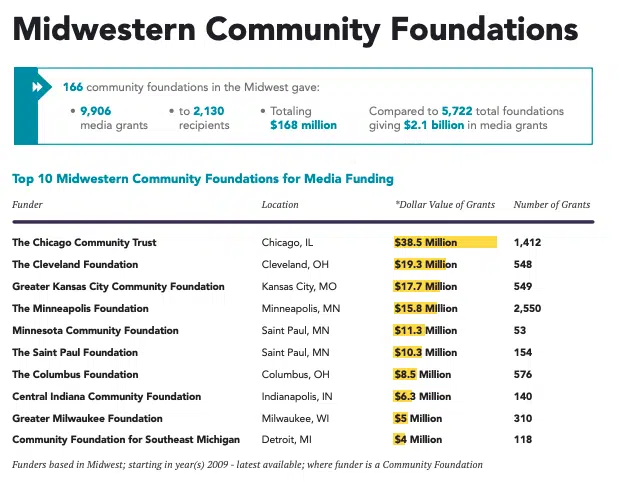 Midwestern Community Foundations
166 community foundations in the Midwest gave:
• 9,906 media grants
• to 2,130 recipients
• Totaling $168 million
Compared to 5,722 total foundations giving $2.1 billion in media grants
Top 10 Midwestern Community Foundations for Media Funding
Funder Location *Dollar Value of Grants Number of Grants
The Chicago Community Trust Chicago, IL $38.5 Million 1,412
The Cleveland Foundation Cleveland, OH $19.3 Million 548
Greater Kansas City Community Foundation Kansas City, MO $17.7 Million 549
The Minneapolis Foundation Minneapolis, MN $15.8 Million 2,550
Minnesota Community Foundation Saint Paul, MN $11.3 Million 53
The Saint Paul Foundation Saint Paul, MN $10.3 Million 154
The Columbus Foundation Columbus, OH $8.5 Million 576
Central Indiana Community Foundation Indianapolis, IN $6.3 Million 140
Greater Milwaukee Foundation Milwaukee, WI $5 Million 310
Community Foundation for Southeast Michigan Detroit, MI $4 Million 118
Funders based in Midwest; starting in year(s) 2009 - latest available; where funder is a Community Foundation